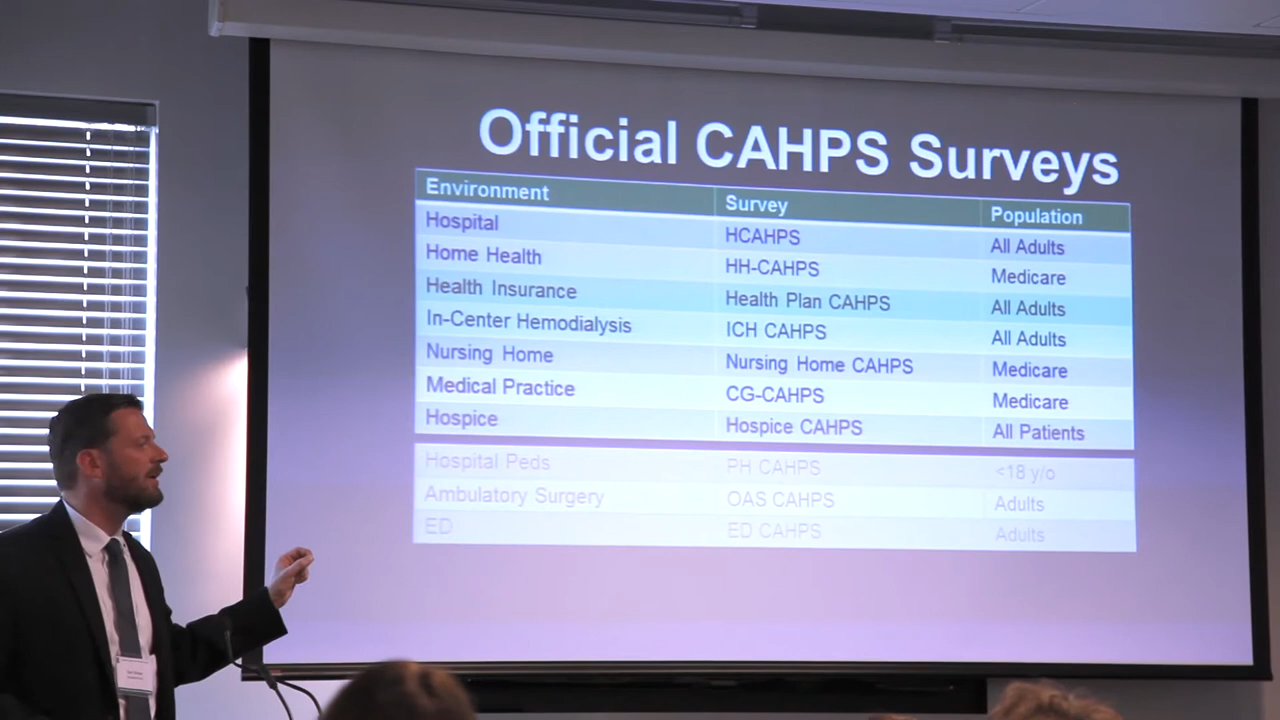 Official CAHPS Surveys
Environment Survey Population
Hospital HCAHPS All Adults
Home Health HH-CAHPS Medicare
Health Insurance Health Plan CAHPS All Adults
In-Center Hemodialysis ICH CAHPS All Adults
Nursing Home Nursing Home CAHPS Medicare
Medical Practice CG-CAHPS Medicare
Hospice Hospice CAHPS All Patients
Hospital Peds PH CAHPS <18 y/o
Ambulatory Surgery OAS CAHPS Adults
ED ED CAHPS Adults